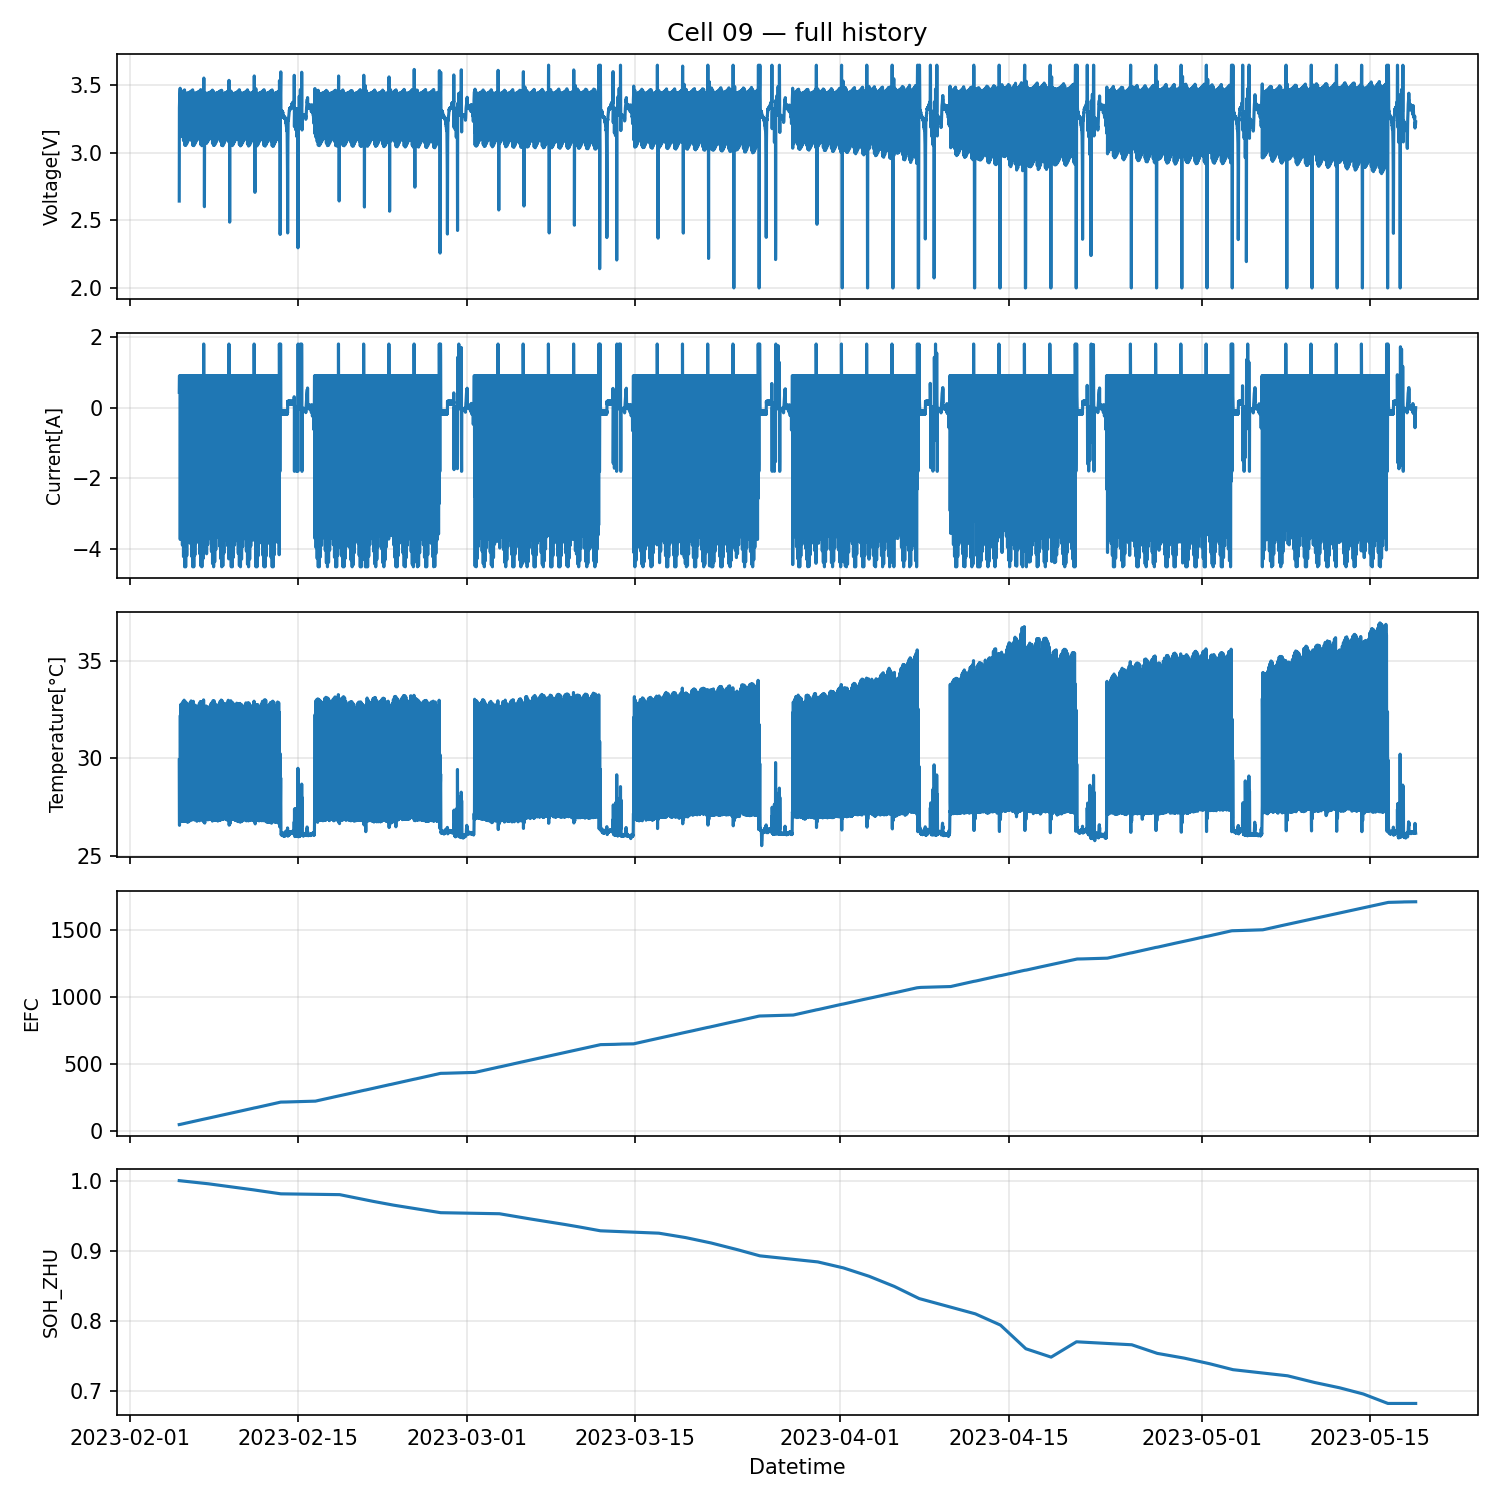 Cell 09 — full history
Voltage[V]
3.5
3.0
2.5
2.0
Current[A]
2
0
−2
−4
Temperature[°C]
35
30
25
EFC
1500
1000
500
0
SOH_ZHU
1.0
0.9
0.8
0.7
2023-02-01 2023-02-15 2023-03-01 2023-03-15 2023-04-01 2023-04-15 2023-05-01 2023-05-15
Datetime